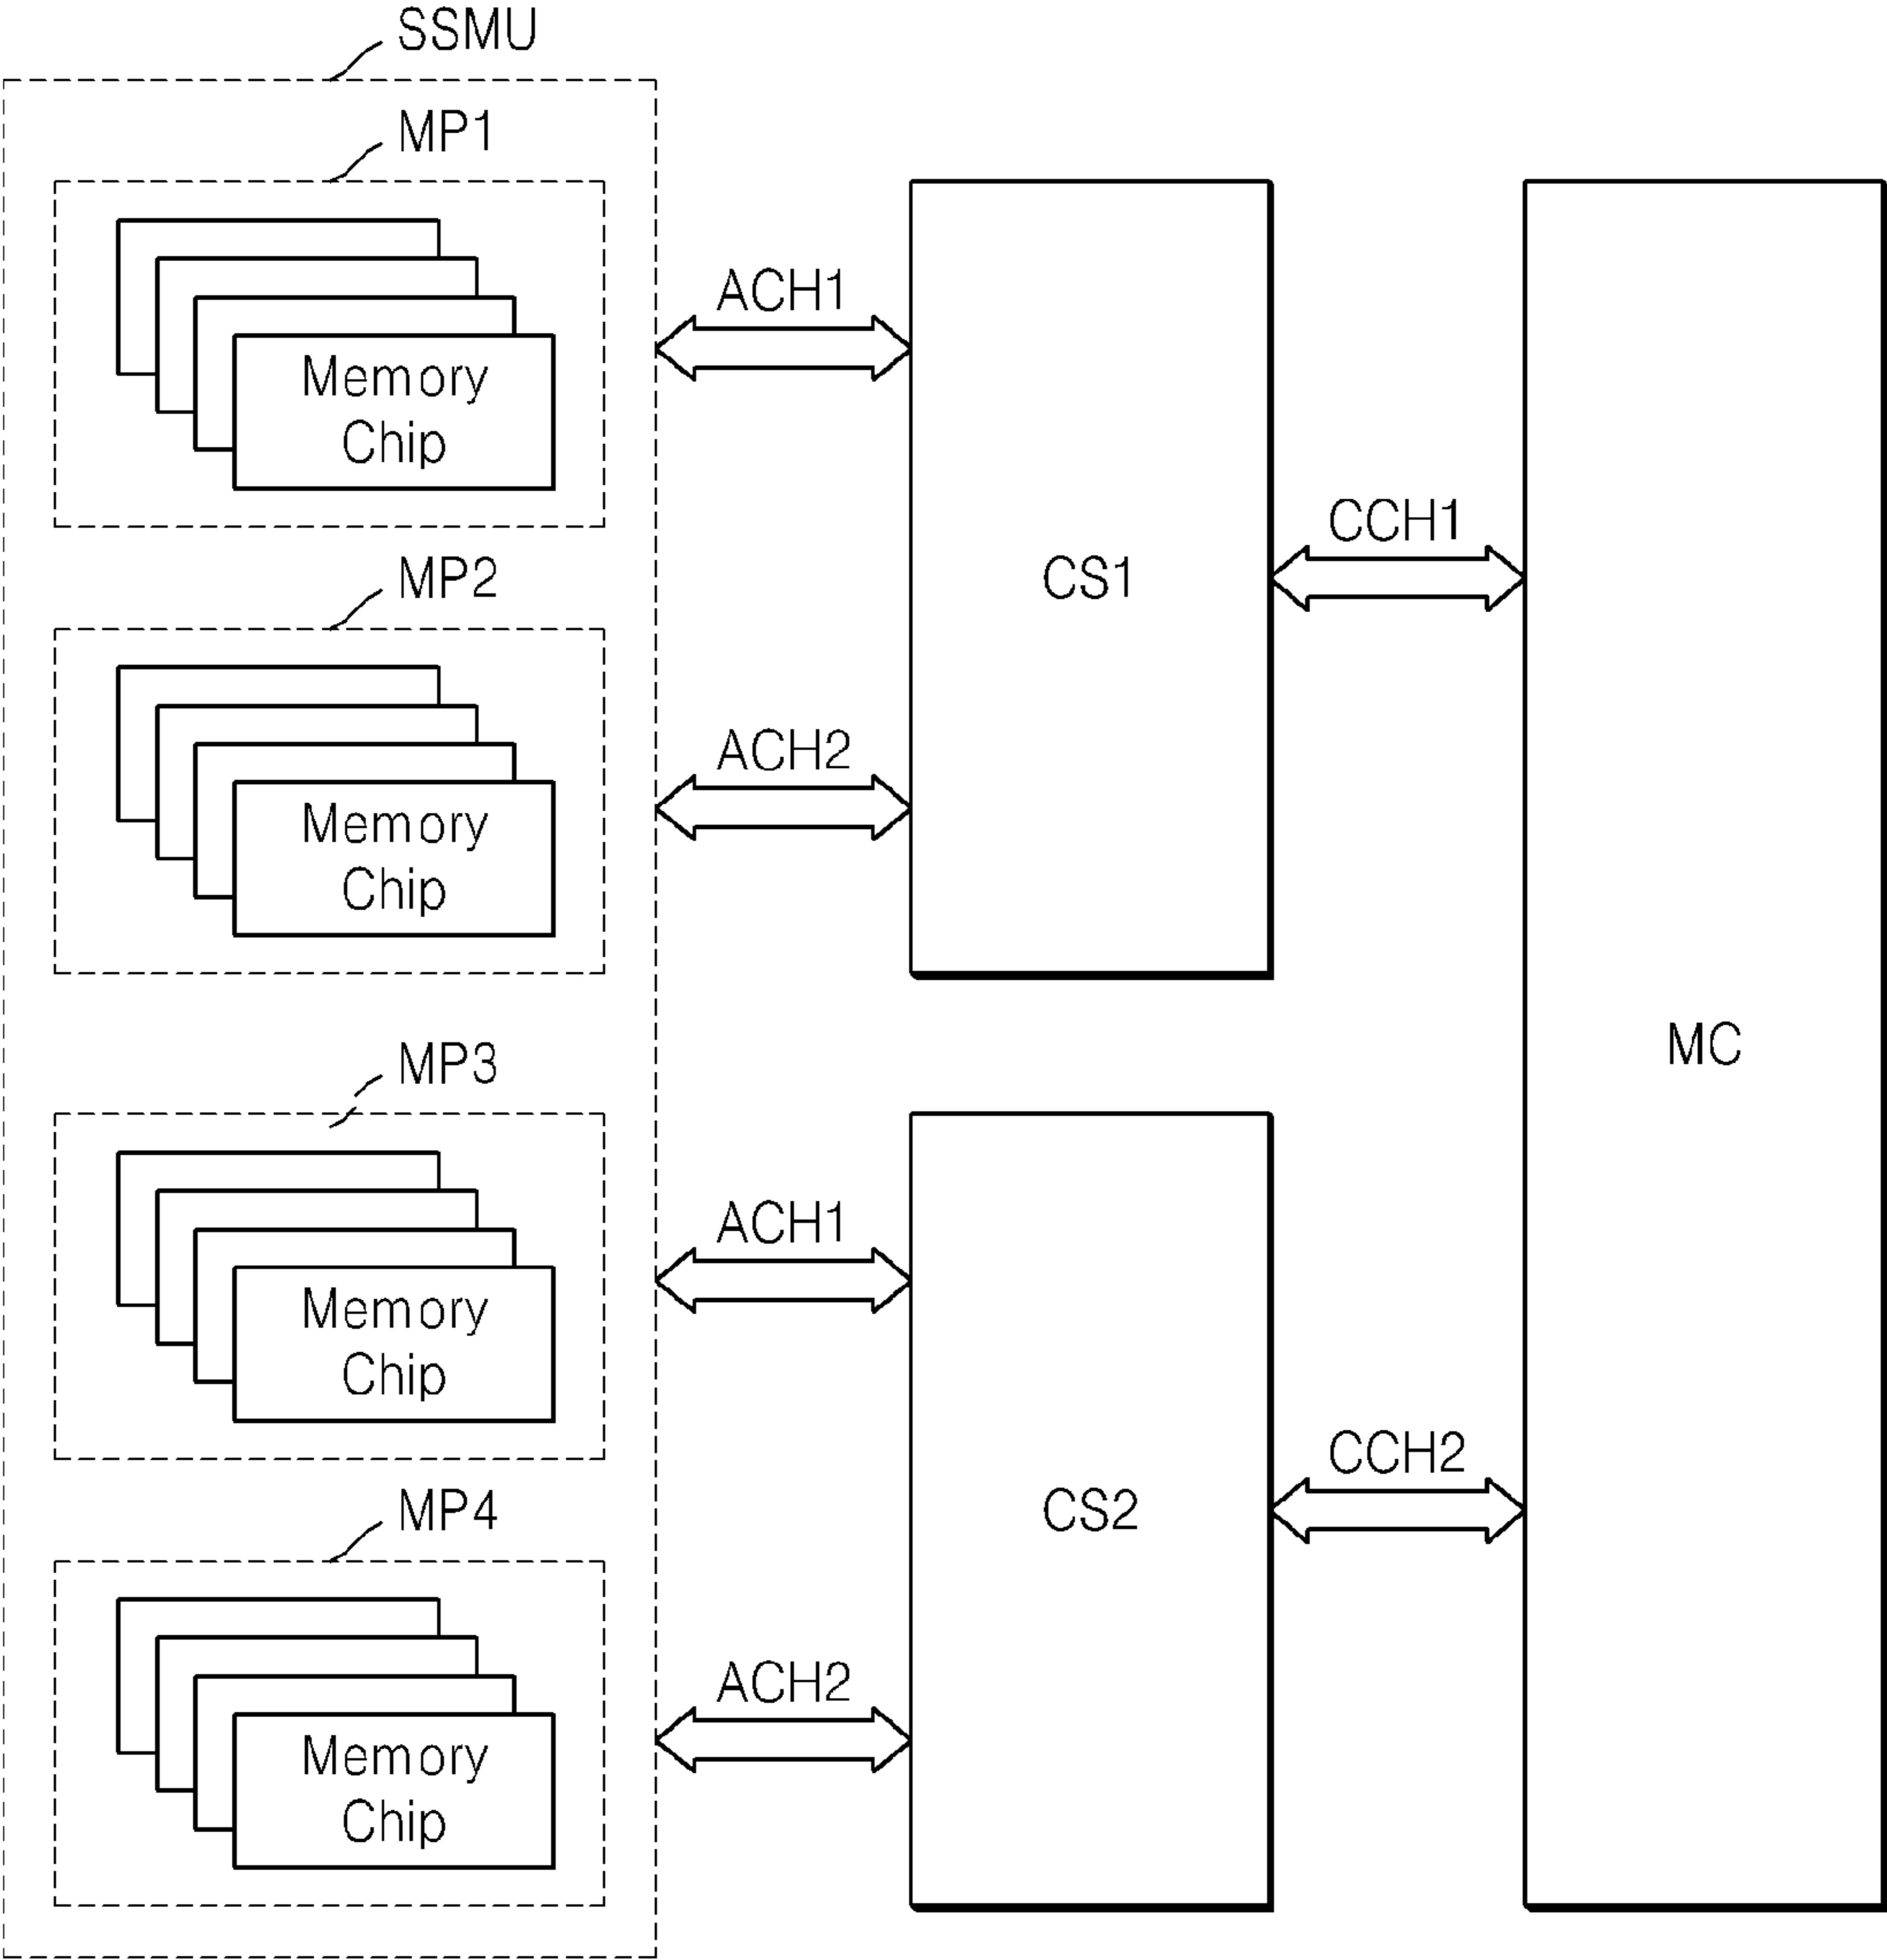 SSMU
MP1
Memory
Chip
ACH1
CS1
CCH1
MP2
Memory
Chip
ACH2
MC
MP3
Memory
Chip
ACH1
CS2
CCH2
MP4
Memory
Chip
ACH2